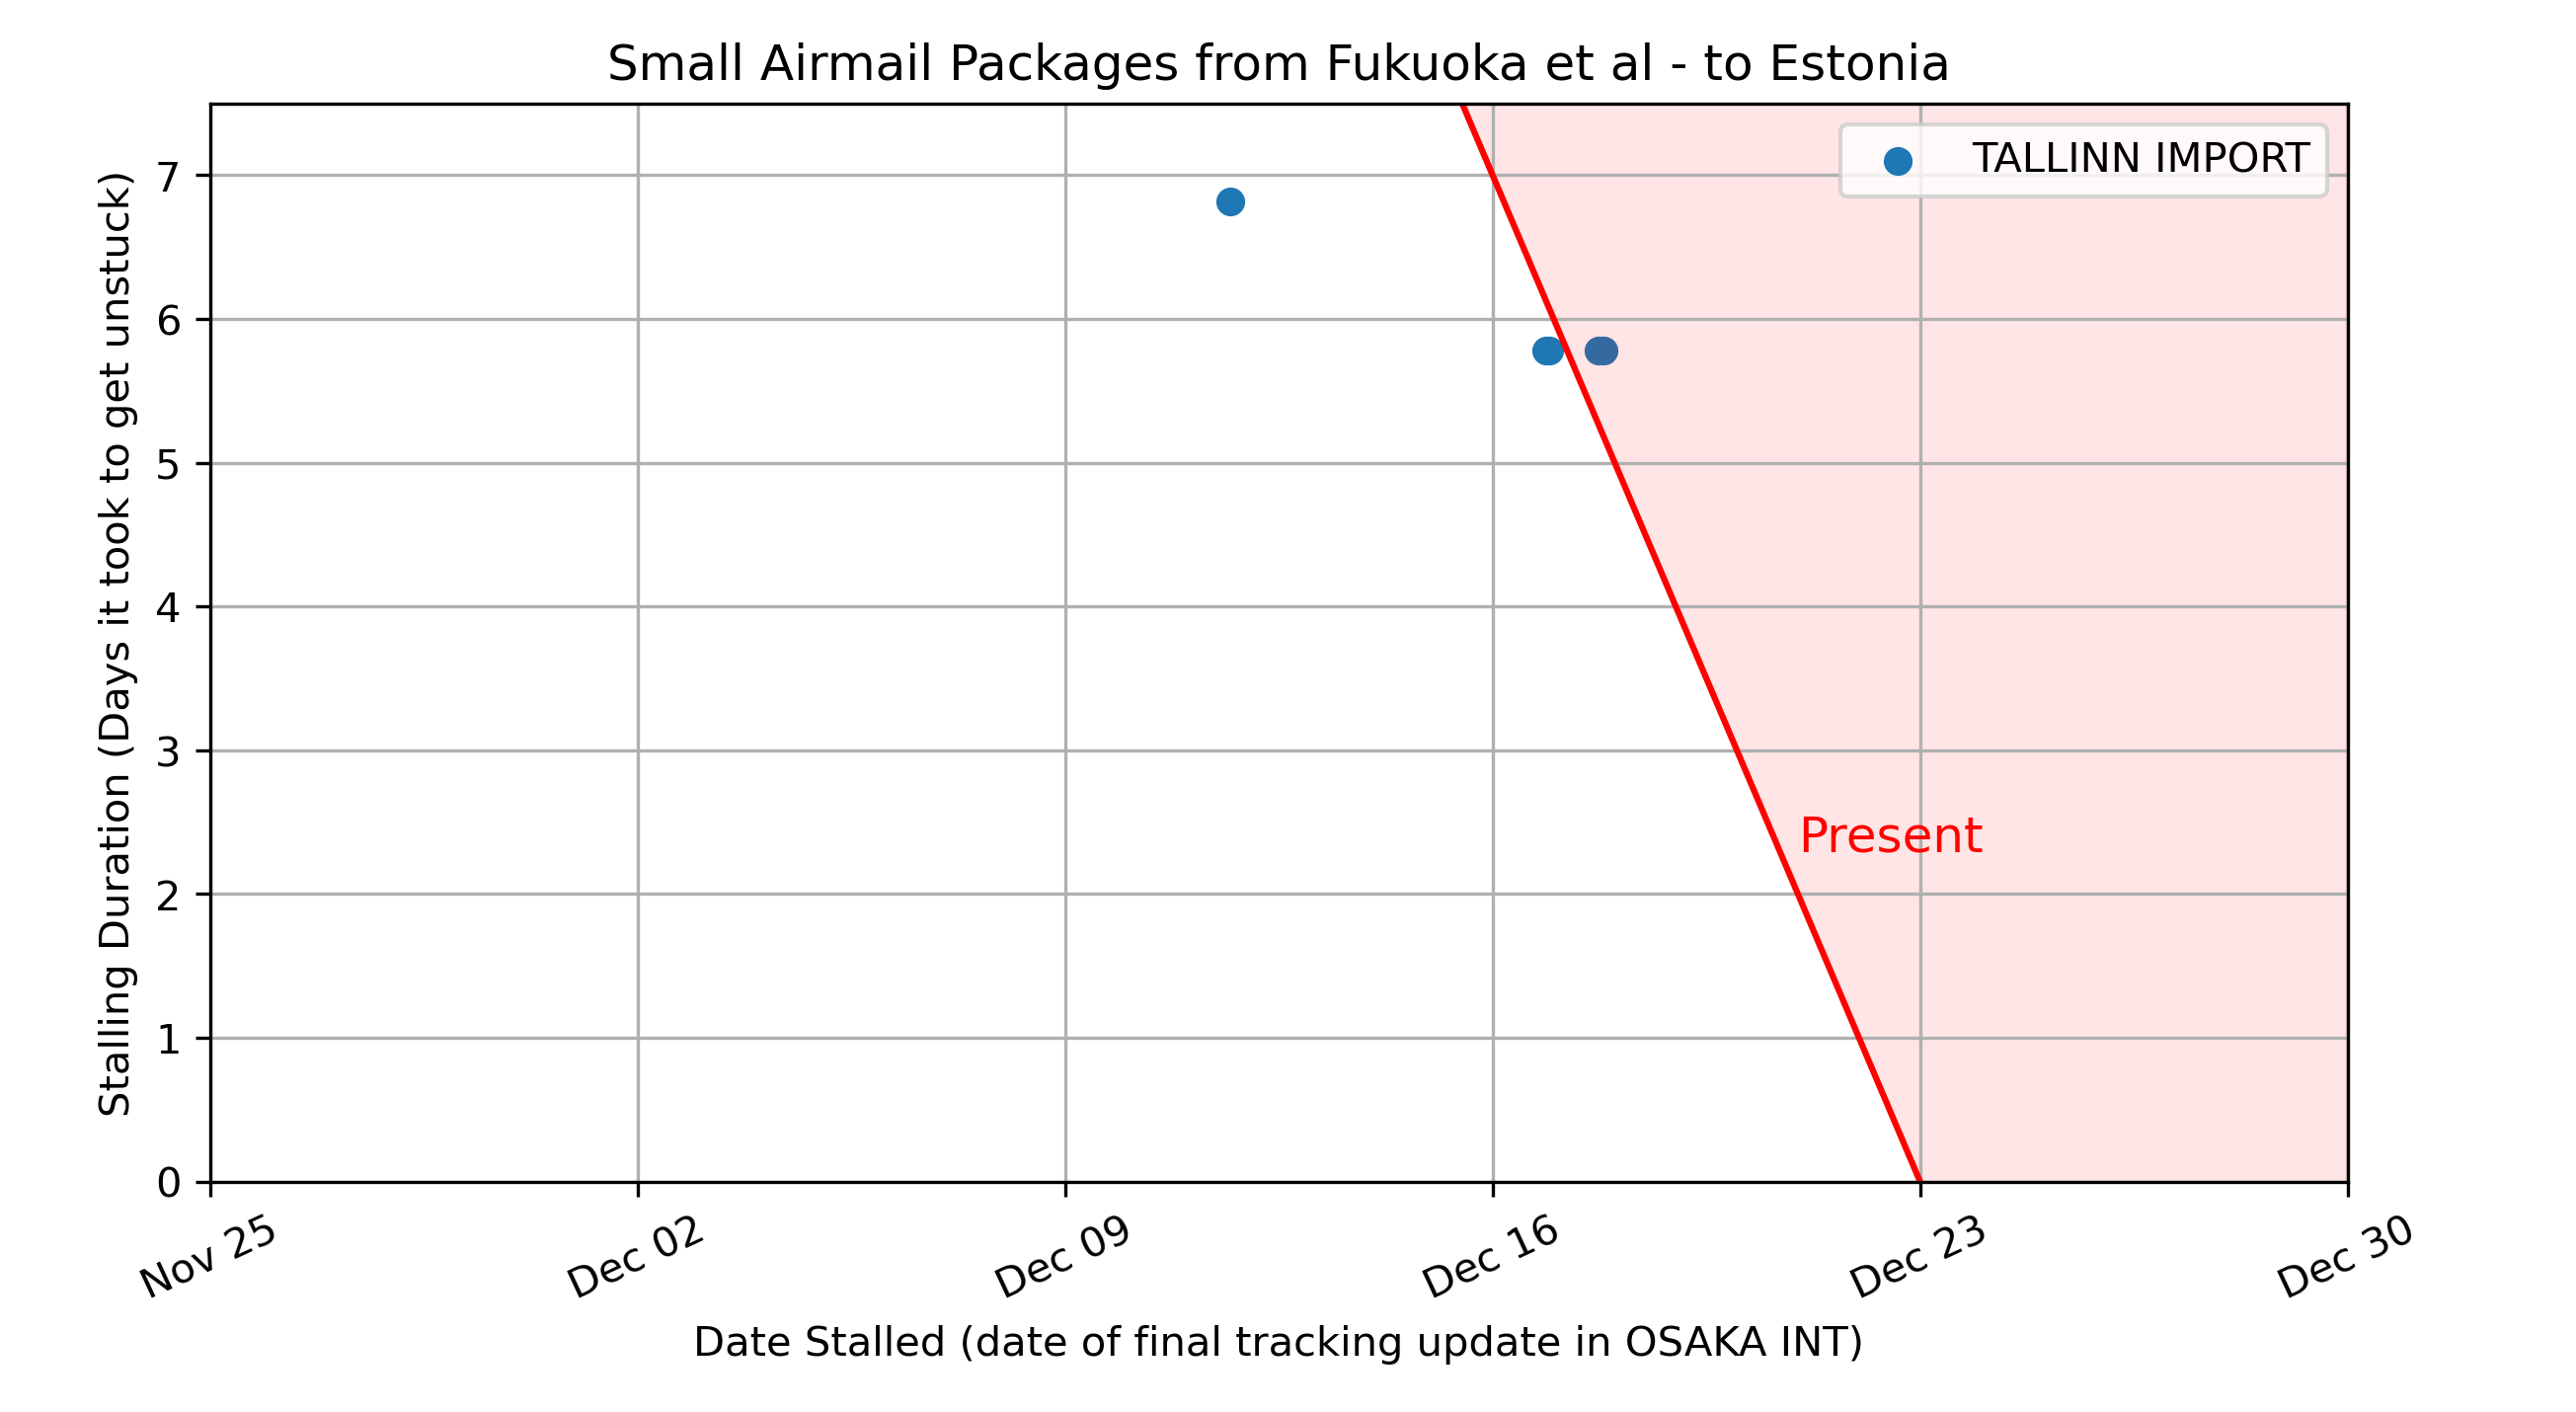 Small Airmail Packages from Fukuoka et al - to Estonia
TALLINN IMPORT
Stalling Duration (Days it took to get unstuck)
7
6
5
4
3
2
1
0
Present
Nov 25
Dec 02
Dec 09
Dec 16
Dec 23
Dec 30
Date Stalled (date of final tracking update in OSAKA INT)